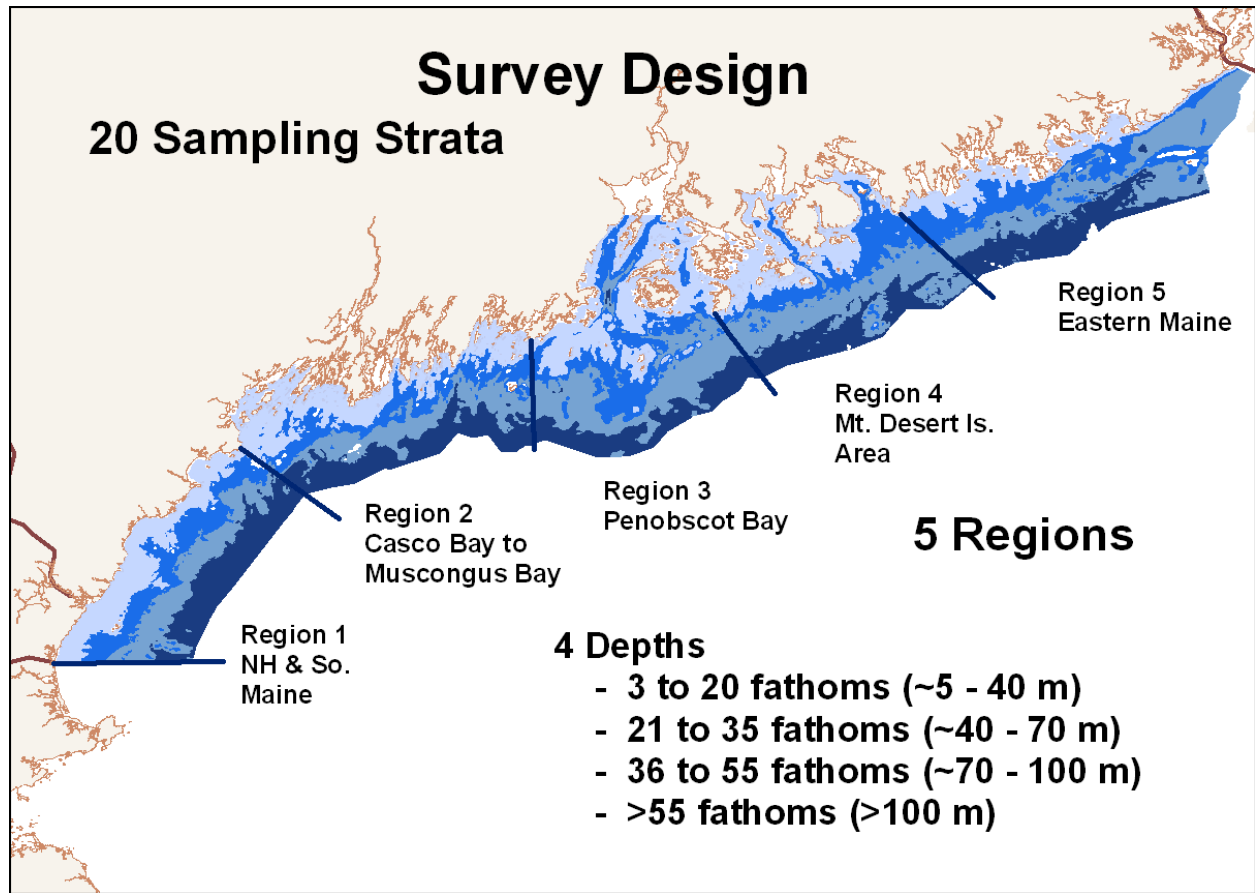 Survey Design
20 Sampling Strata
Region 5
Eastern Maine
Region 4
Mt. Desert Is.
Area
Region 3
Penobscot Bay
5 Regions
Region 2
Casco Bay to
Muscongus Bay
Region 1
NH & So.
Maine
4 Depths
- 3 to 20 fathoms (~5 - 40 m)
- 21 to 35 fathoms (~40 - 70 m)
- 36 to 55 fathoms (~70 - 100 m)
- >55 fathoms (>100 m)